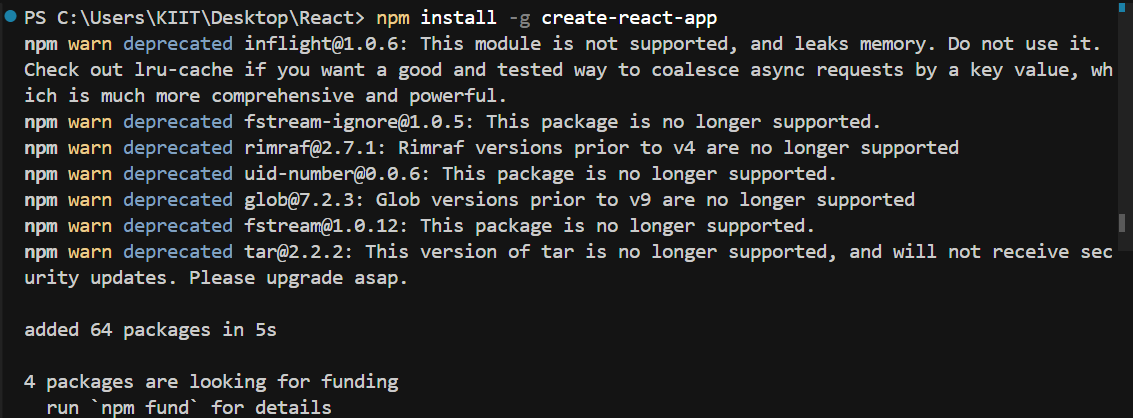 PS C:\Users\KIIT\Desktop\React> npm install -g create-react-app
npm warn deprecated inflight@1.0.6: This module is not supported, and leaks memory. Do not use it.
Check out lru-cache if you want a good and tested way to coalesce async requests by a key value, wh
ich is much more comprehensive and powerful.
npm warn deprecated fstream-ignore@1.0.5: This package is no longer supported.
npm warn deprecated rimraf@2.7.1: Rimraf versions prior to v4 are no longer supported
npm warn deprecated uid-number@0.0.6: This package is no longer supported.
npm warn deprecated glob@7.2.3: Glob versions prior to v9 are no longer supported
npm warn deprecated fstream@1.0.12: This package is no longer supported.
npm warn deprecated tar@2.2.2: This version of tar is no longer supported, and will not receive sec
urity updates. Please upgrade asap.
added 64 packages in 5s
4 packages are looking for funding
run `npm fund` for details